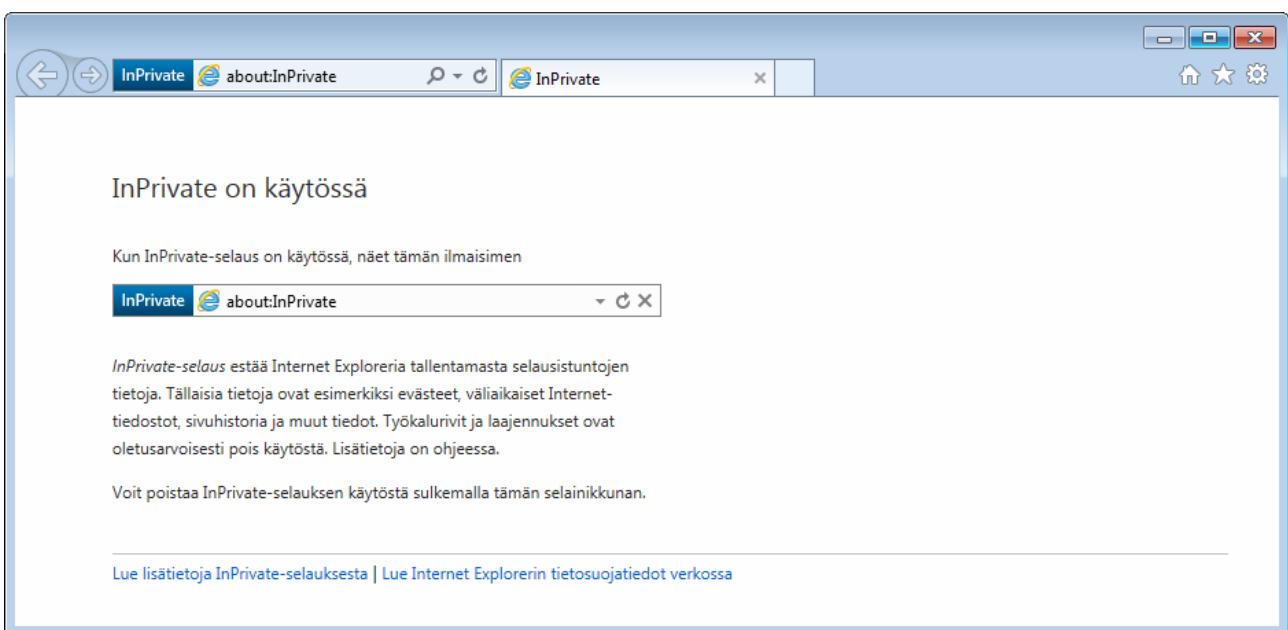 InPrivate about:InPrivate InPrivate
InPrivate on käytössä
Kun InPrivate-selaus on käytössä, näet tämän ilmaisimen
InPrivate about:InPrivate
InPrivate-selaus estää Internet Exploreria tallentamasta selausistuntojen
tietoja. Tällaisia tietoja ovat esimerkiksi evästeet, väliaikaiset Internet-
tiedostot, sivuhistoria ja muut tiedot. Työkalurivit ja laajennukset ovat
oletusarvoisesti pois käytöstä. Lisätietoja on ohjeessa.
Voit poistaa InPrivate-selauksen käytöstä sulkemalla tämän selainikkunan.
Lue lisätietoja InPrivate-selauksesta | Lue Internet Explorerin tietosuojatiedot verkossa